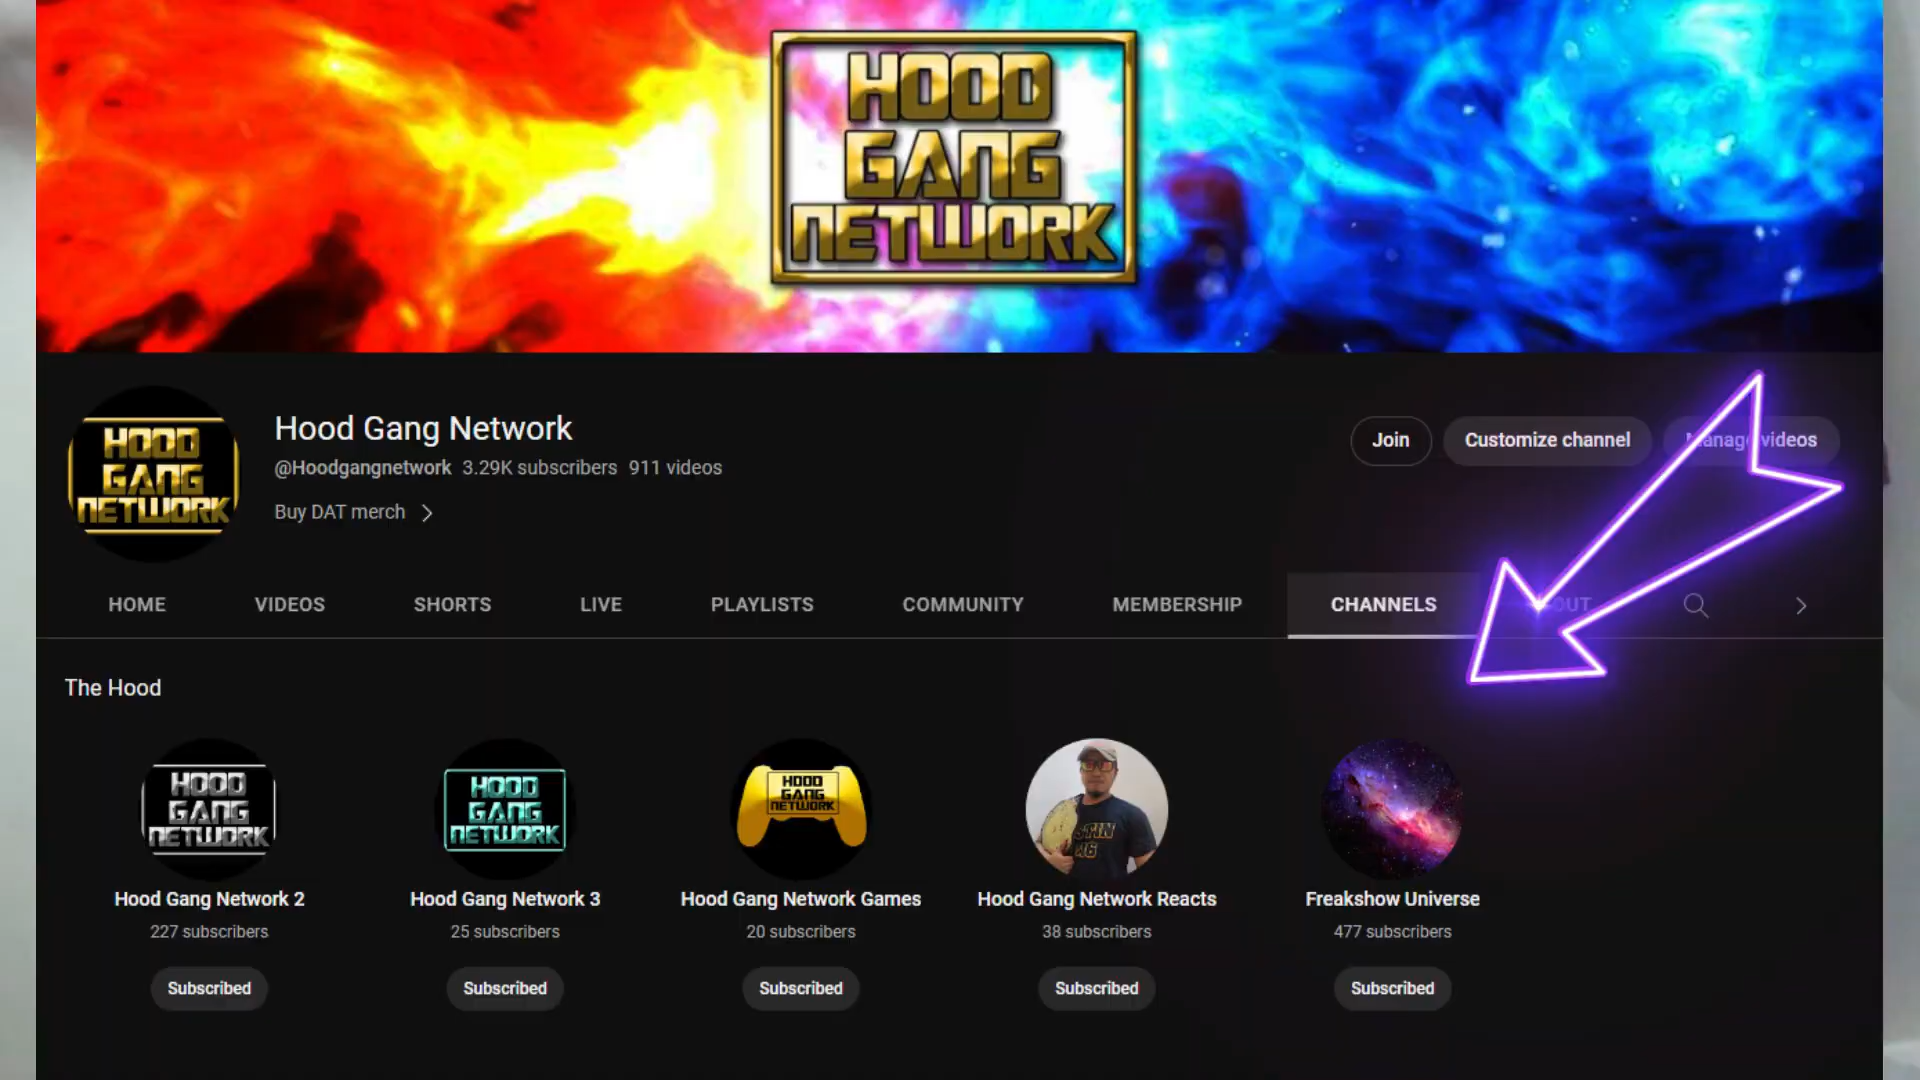 HOOD
GANG
NETWORK
HOOD
GANG
NETWORK
Hood Gang Network
@Hoodgangnetwork 3.29K subscribers 911 videos
Buy DAT merch
Join Customize channel Manage videos
HOME VIDEOS SHORTS LIVE PLAYLISTS COMMUNITY MEMBERSHIP CHANNELS
The Hood
HOOD
GANG
NETWORK
HOOD
GANG
NETWORK
HOOD
GANG
NETWORK
Hood Gang Network 2
227 subscribers
Subscribed
Hood Gang Network 3
25 subscribers
Subscribed
Hood Gang Network Games
20 subscribers
Subscribed
Hood Gang Network Reacts
38 subscribers
Subscribed
Freakshow Universe
477 subscribers
Subscribed